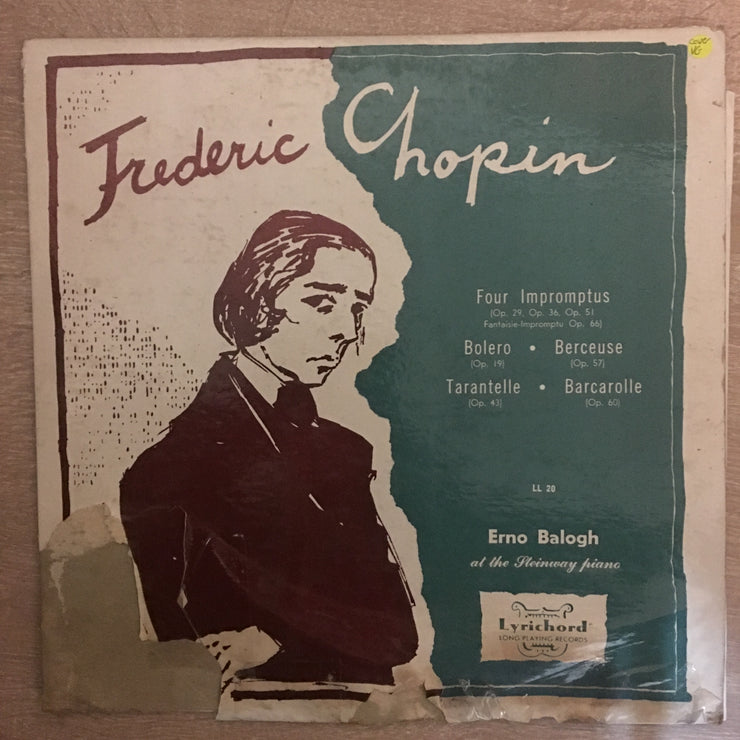 cover
VG
Frederic Chopin
Four Impromptus
(Op. 29, Op. 36, Op. 51
Fantaisie-Impromptu Op. 66)
Bolero • Berceuse
(Op. 19) (Op. 57)
Tarantelle • Barcarolle
(Op. 43) (Op. 60)
LL 20
Erno Balogh
at the Steinway piano
Lyrichord
LONG PLAYING RECORDS